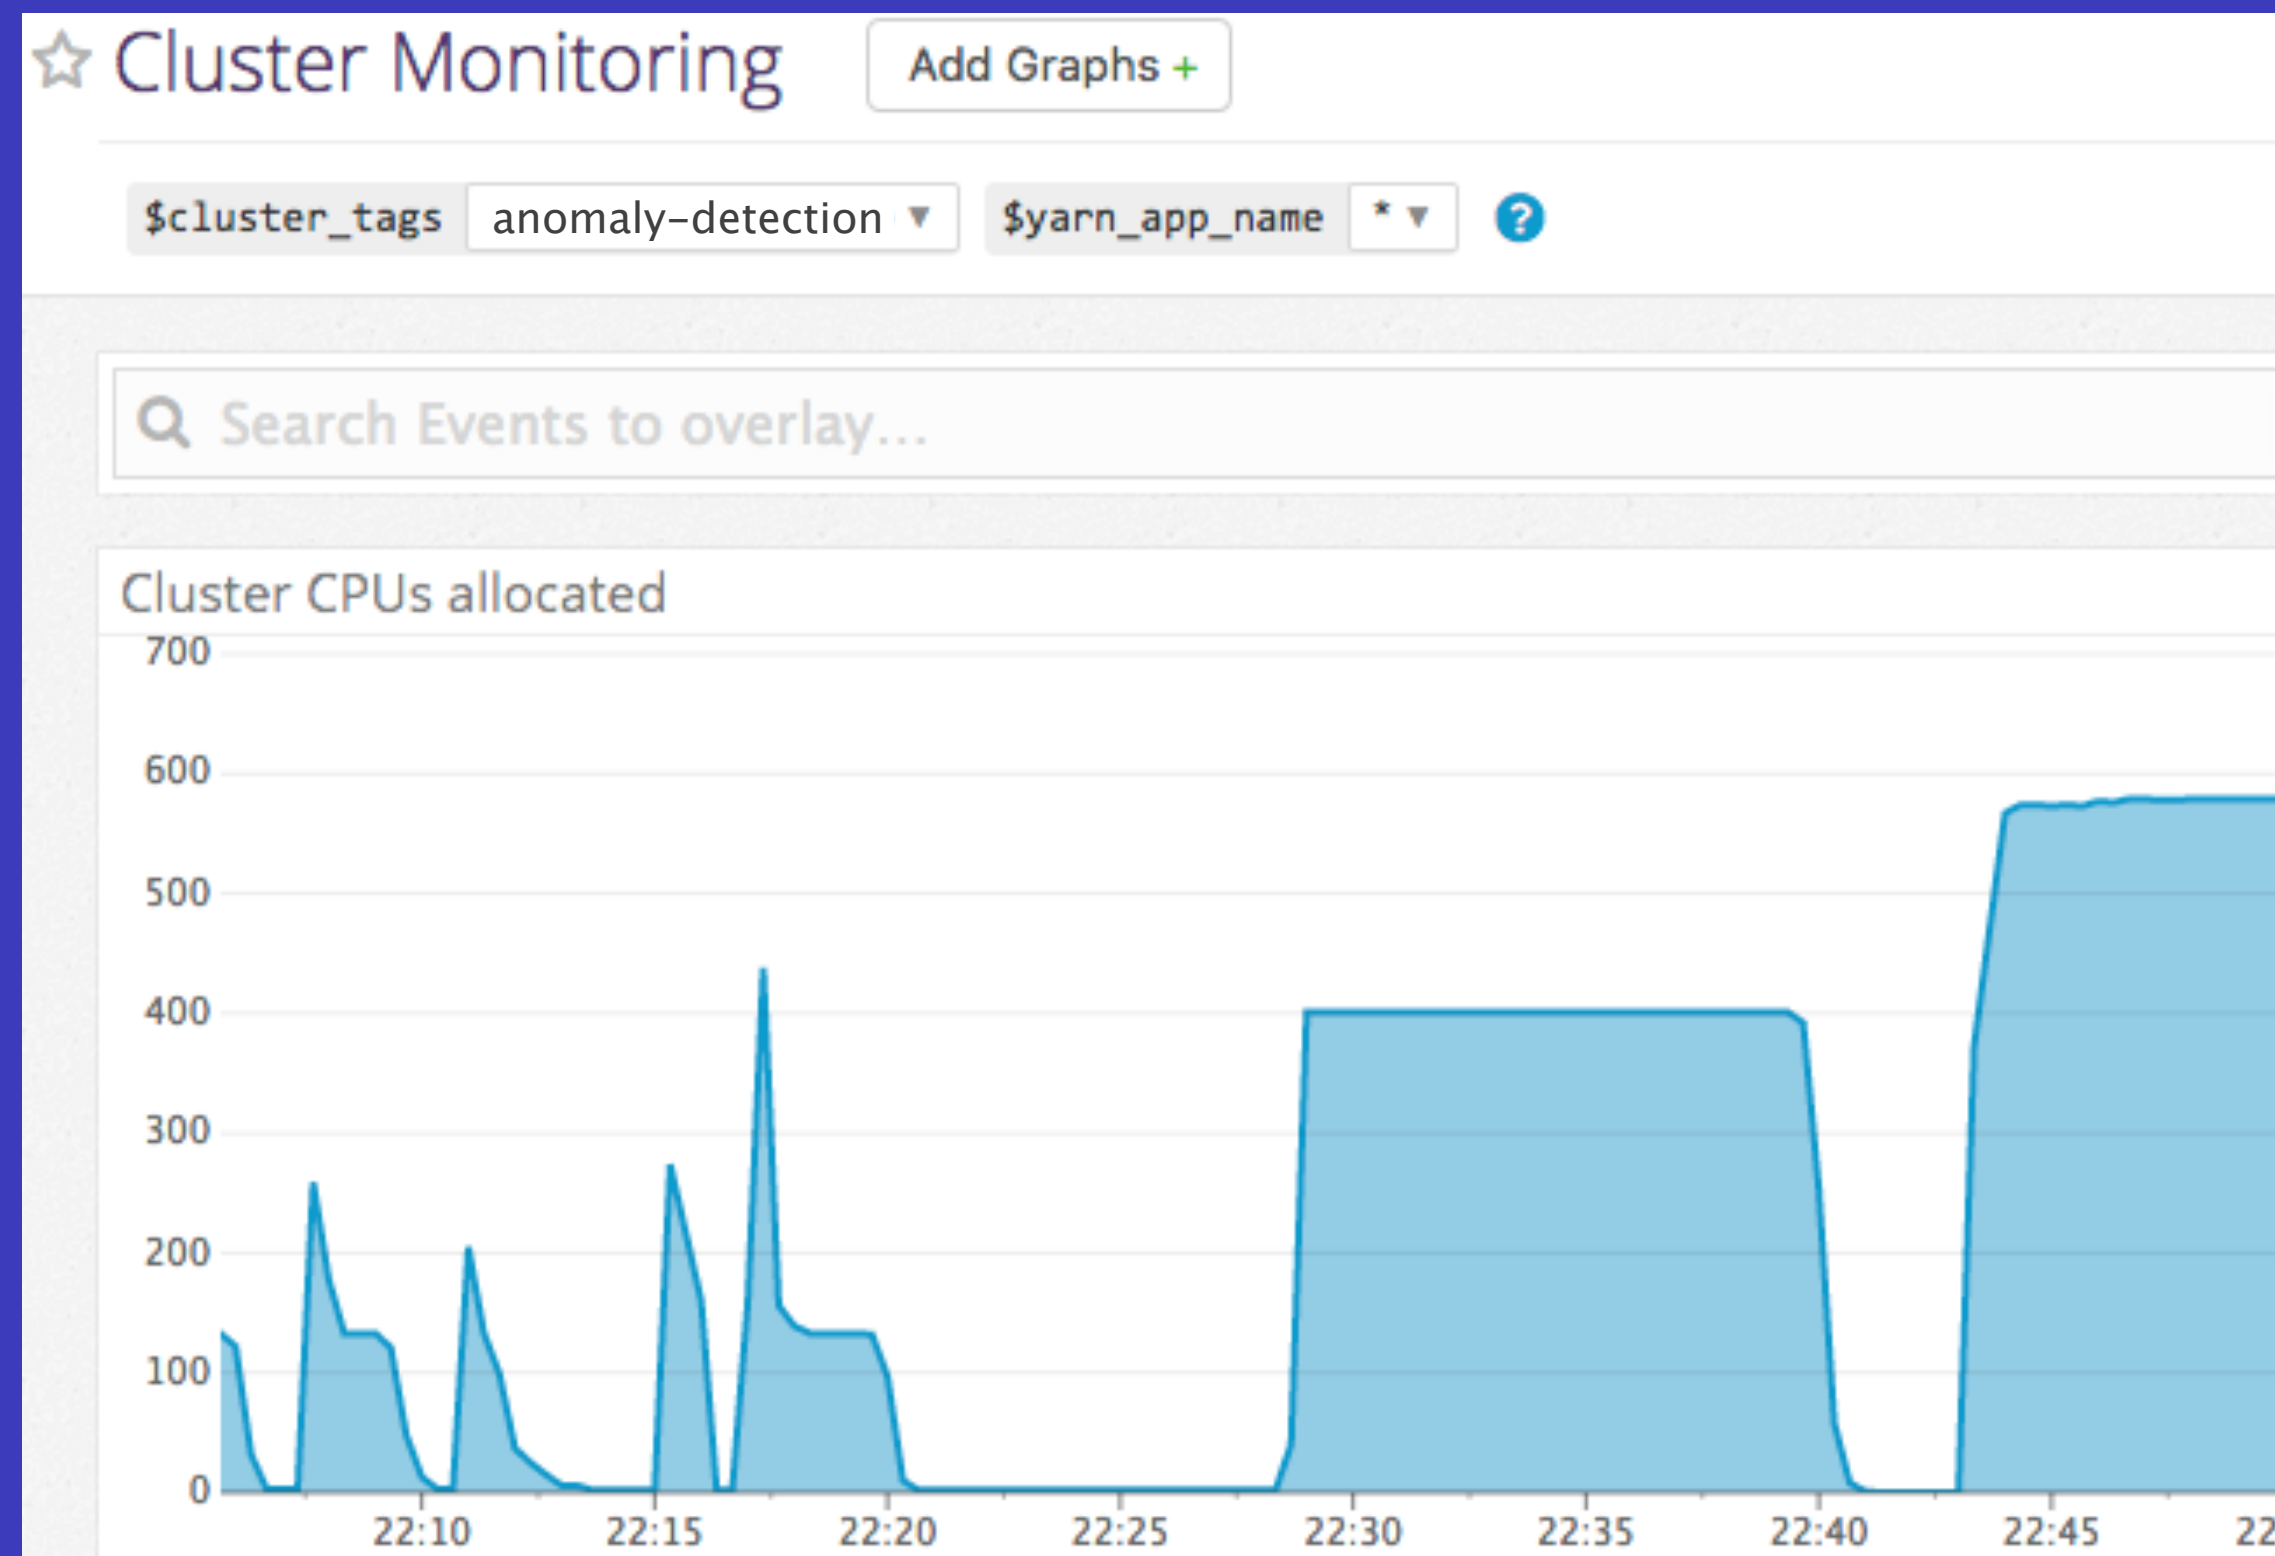 Cluster Monitoring Add Graphs +
$cluster_tags anomaly-detection ▼ $yarn_app_name * ▼ ?
Search Events to overlay...
Cluster CPUs allocated
700
600
500
400
300
200
100
0
22:10 22:15 22:20 22:25 22:30 22:35 22:40 22:45 22